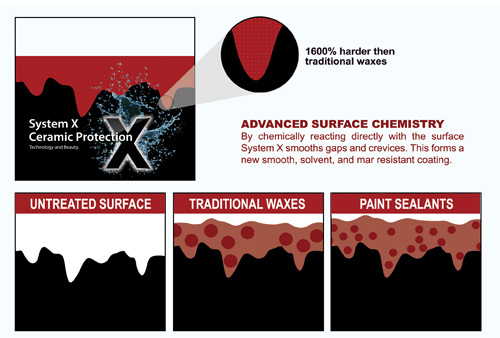 1600% harder then
traditional waxes
System X
Ceramic Protection
Technology and Beauty.
X
ADVANCED SURFACE CHEMISTRY
By chemically reacting directly with the surface
System X smooths gaps and crevices. This forms a
new smooth, solvent, and mar resistant coating.
UNTREATED SURFACE
TRADITIONAL WAXES
PAINT SEALANTS